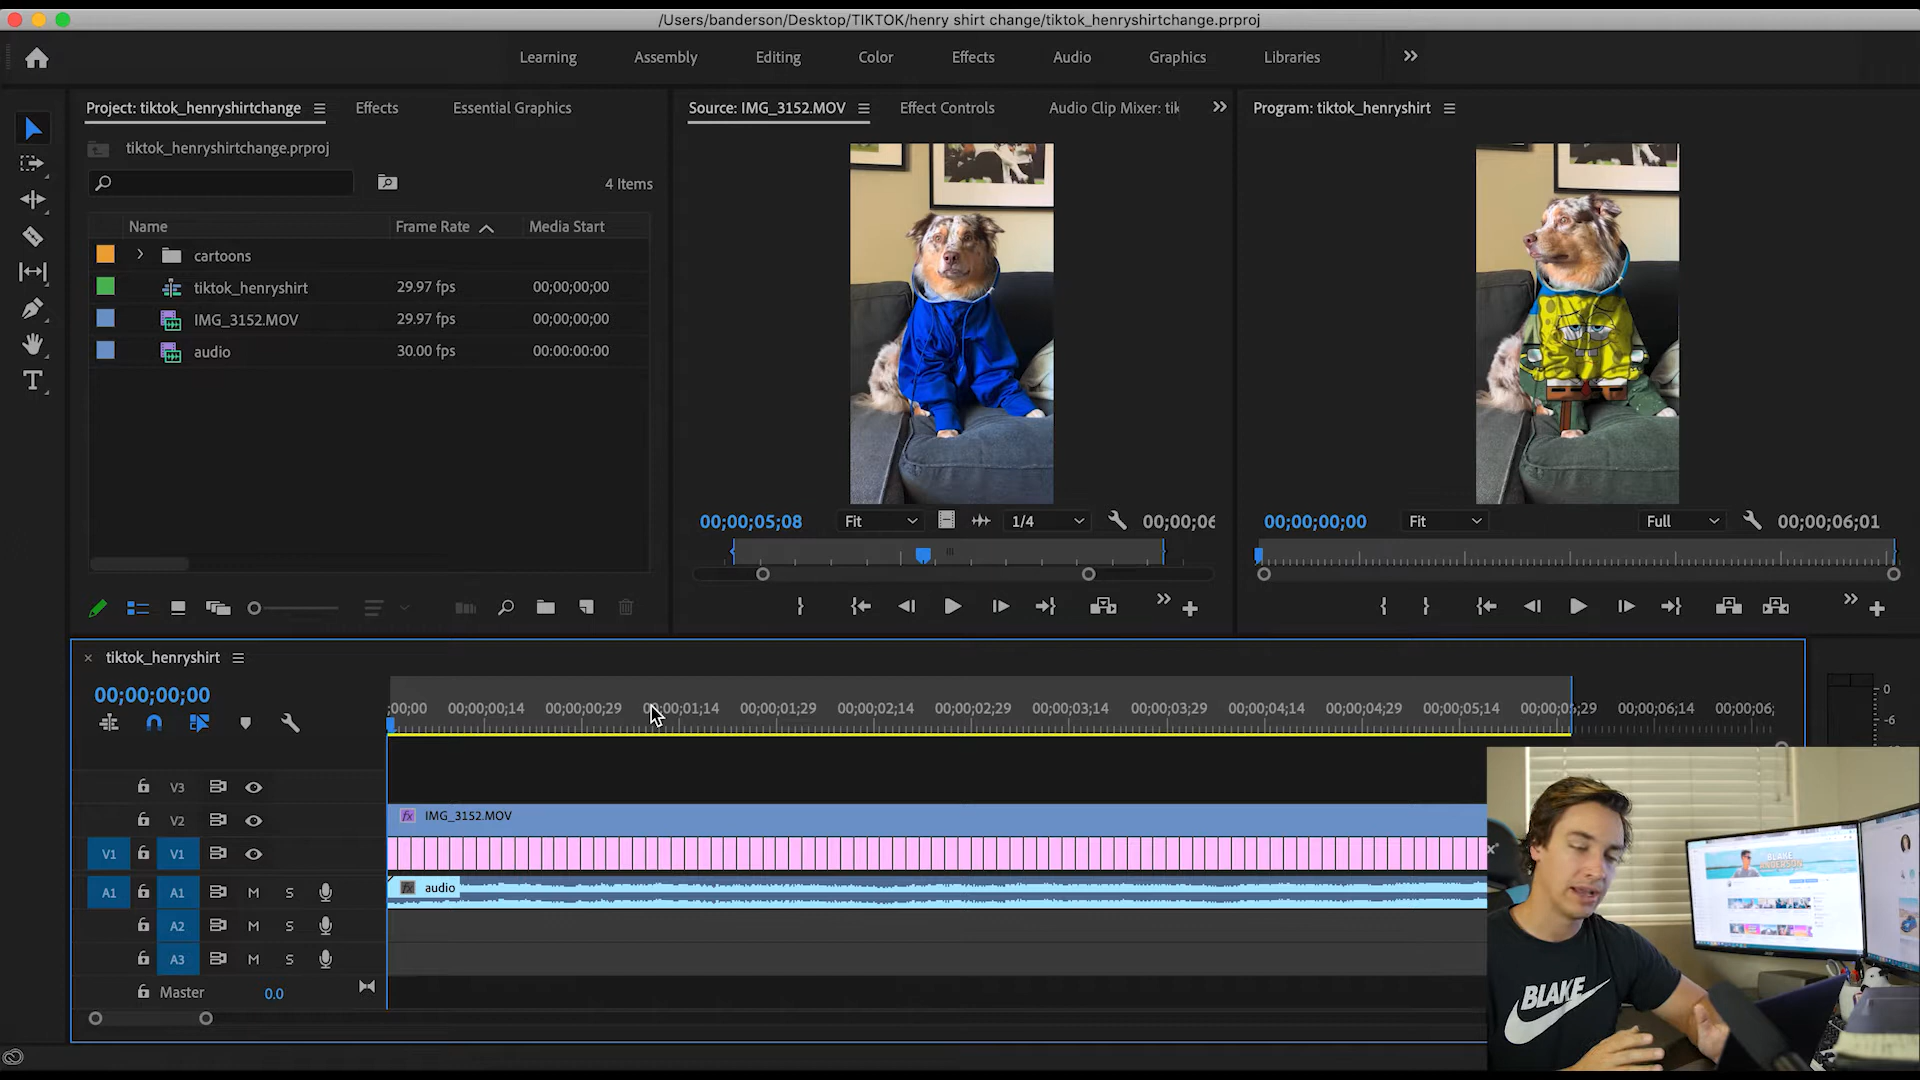 /Users/banderson/Desktop/TIKTOK/henry shirt change/tiktok_henryshirtchange.prproj
Learning
Assembly
Editing
Color
Effects
Audio
Graphics
Libraries
Project: tiktok_henryshirtchange
Effects
Essential Graphics
Source: IMG_3152.MOV
Effect Controls
Audio Clip Mixer: tik
Program: tiktok_henryshirt
tiktok_henryshirtchange.prproj
4 Items
Name
Frame Rate
Media Start
cartoons
tiktok_henryshirt 29.97 fps 00;00;00;00
IMG_3152.MOV 29.97 fps 00;00;00;00
audio 30.00 fps 00:00:00:00
00;00;05;08
Fit
1/4
00;00;06
00;00;00;00
Fit
Full
00;00;06;01
tiktok_henryshirt
00;00;00;00
;00;00 00;00;00;14 00;00;00;29 00;00;01;14 00;00;01;29 00;00;02;14 00;00;02;29 00;00;03;14 00;00;03;29 00;00;04;14 00;00;04;29 00;00;05;14 00;00;05;29 00;00;06;14 00;00;06;
0
-6
V3
V2
fx IMG_3152.MOV
V1 V1
A1 A1 M S
fx audio
A2 M S
A3 M S
Master 0.0
BLAKE
ANDERSON
BLAKE